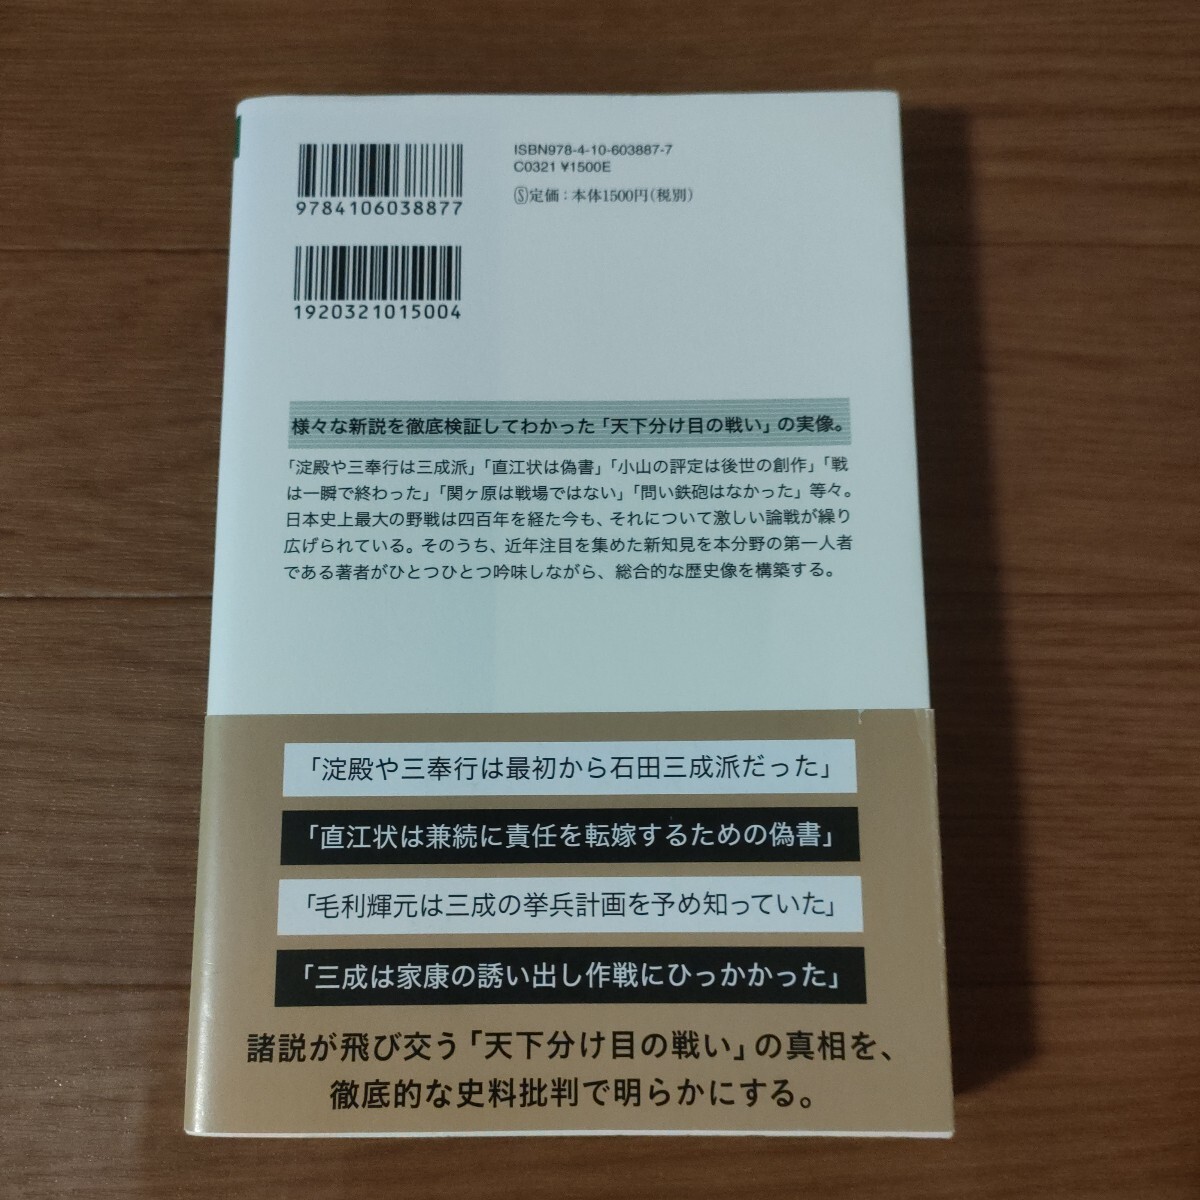 ISBN978-4-10-603887-7
C0321 ¥1500E
Ⓢ定価：本体1500円(税別)
9784106038877
1920321015004
様々な新説を徹底検証してわかった「天下分け目の戦い」の実像。
「淀殿や三奉行は三成派」「直江状は偽書」「小山の評定は後世の創作」「戦
は一瞬で終わった」「関ヶ原は戦場ではない」「問い鉄砲はなかった」等々。
日本史上最大の野戦は四百年を経た今も、それについて激しい論戦が繰り
広げられている。そのうち、近年注目を集めた新知見を本分野の第一人者
である著者がひとつひとつ吟味しながら、総合的な歴史像を構築する。
「淀殿や三奉行は最初から石田三成派だった」
「直江状は兼続に責任を転嫁するための偽書」
「毛利輝元は三成の挙兵計画を予め知っていた」
「三成は家康の誘い出し作戦にひっかかった」
諸説が飛び交う「天下分け目の戦い」の真相を、
徹底的な史料批判で明らかにする。